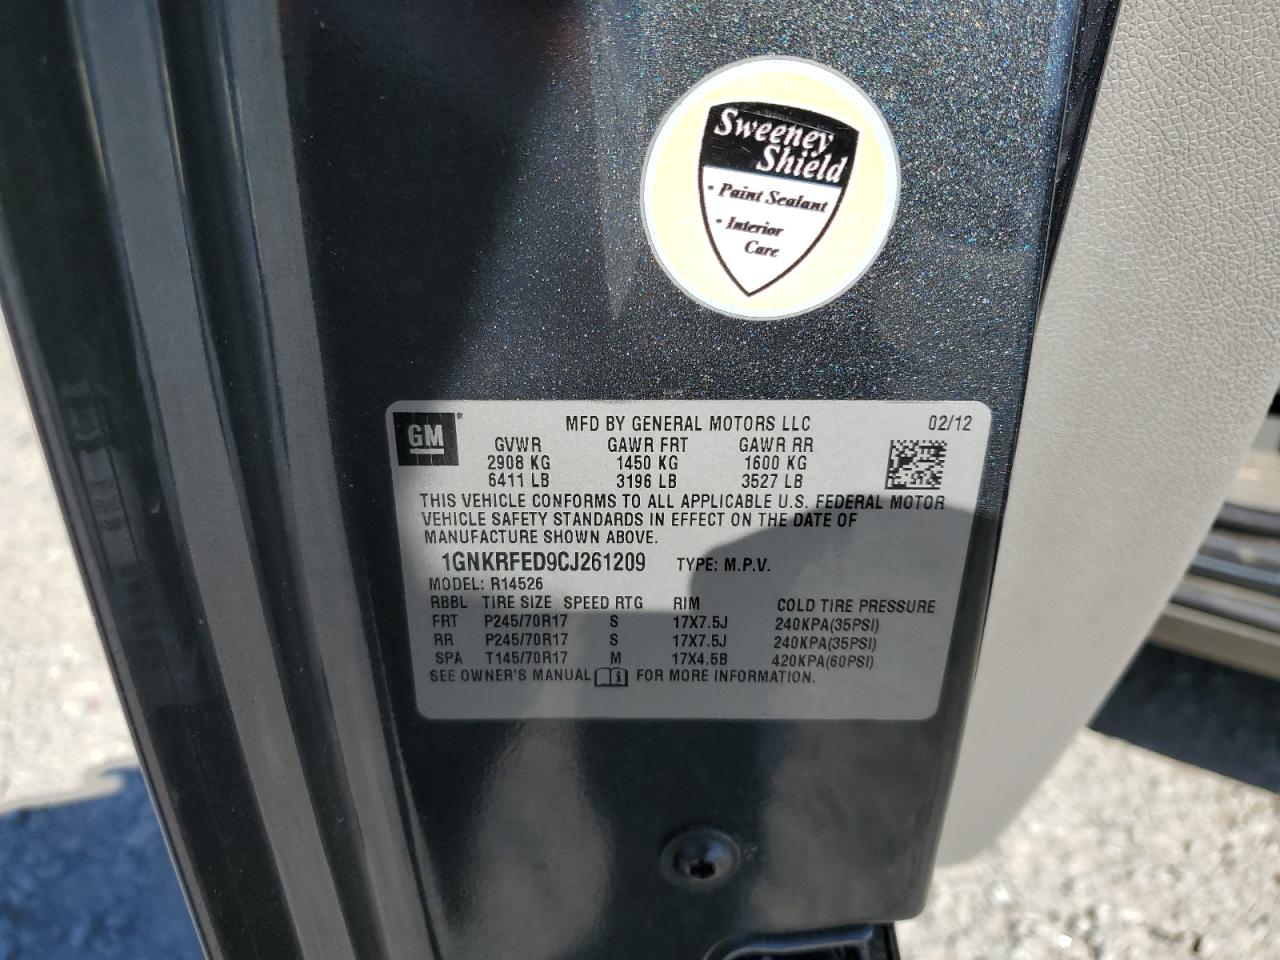 Sweeney
Shield
• Paint Sealant
• Interior
Care
GM
®
MFD BY GENERAL MOTORS LLC 02/12
GVWR GAWR FRT GAWR RR
2908 KG 1450 KG 1600 KG
6411 LB 3196 LB 3527 LB
THIS VEHICLE CONFORMS TO ALL APPLICABLE U.S. FEDERAL MOTOR
VEHICLE SAFETY STANDARDS IN EFFECT ON THE DATE OF
MANUFACTURE SHOWN ABOVE.
1GNKRFED9CJ261209 TYPE: M.P.V.
MODEL: R14526
RBBL TIRE SIZE SPEED RTG RIM COLD TIRE PRESSURE
FRT P245/70R17 S 17X7.5J 240KPA(35PSI)
RR P245/70R17 S 17X7.5J 240KPA(35PSI)
SPA T145/70R17 M 17X4.5B 420KPA(60PSI)
SEE OWNER'S MANUAL i FOR MORE INFORMATION.